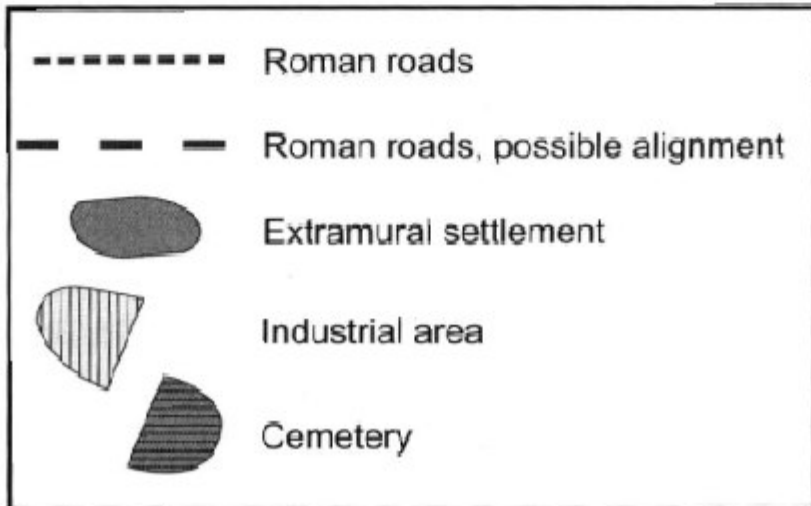 Roman roads
Roman roads, possible alignment
Extramural settlement
Industrial area
Cemetery